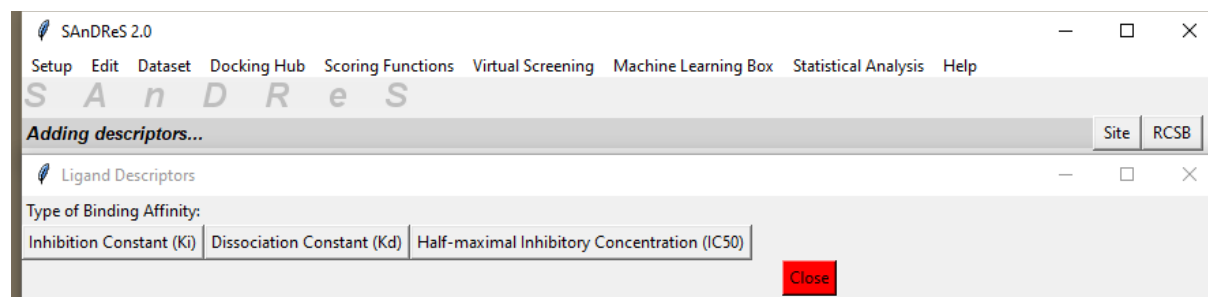 SAnDReS 2.0
Setup Edit Dataset Docking Hub Scoring Functions Virtual Screening Machine Learning Box Statistical Analysis Help
S A n D R e S
Adding descriptors... Site RCSB
Ligand Descriptors
Type of Binding Affinity:
Inhibition Constant (Ki) Dissociation Constant (Kd) Half-maximal Inhibitory Concentration (IC50)
Close